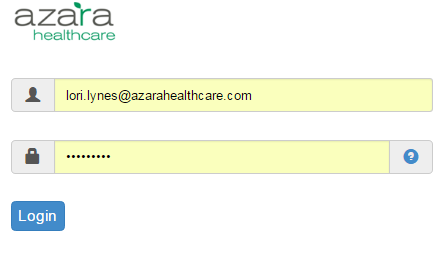 azara
healthcare
lori.lynes@azarahealthcare.com
•••••••••
?
Login